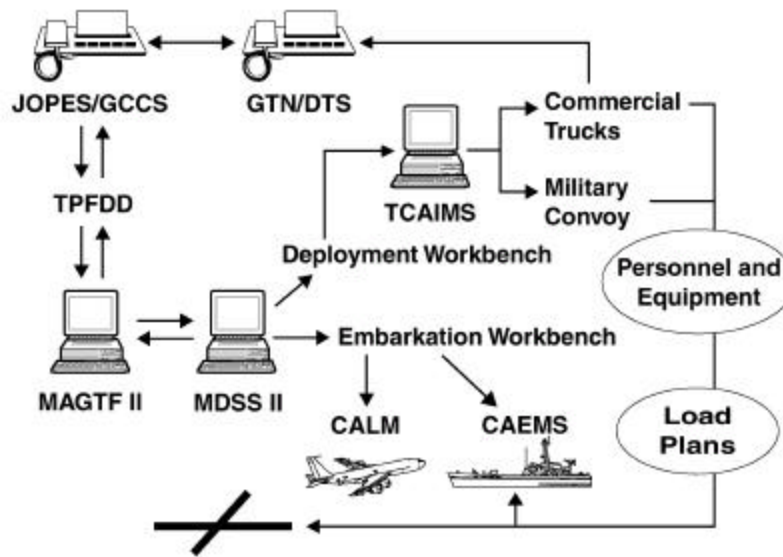 JOPES/GCCS
GTN/DTS
Commercial
Trucks
TPFDD
TCAIMS
Military
Convoy
Deployment Workbench
Personnel and
Equipment
Embarkation Workbench
MAGTF II
MDSS II
CALM
CAEMS
Load
Plans